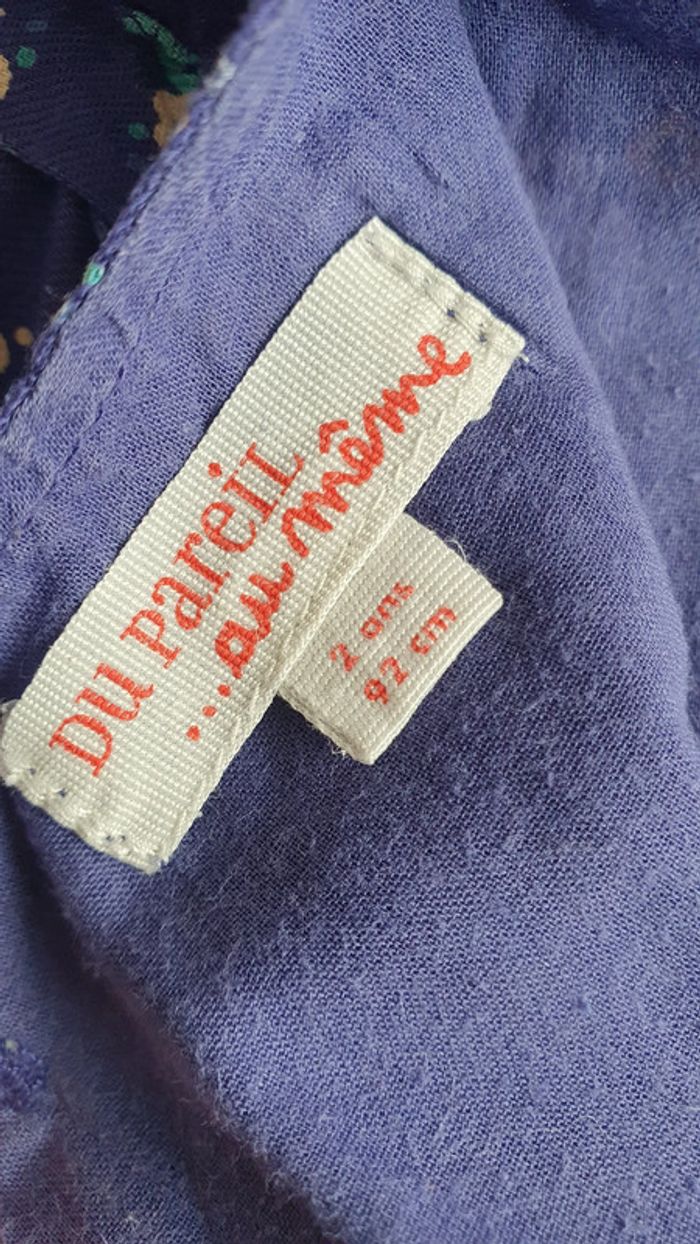 DU PareiL
...au même
2 ans
92 cm